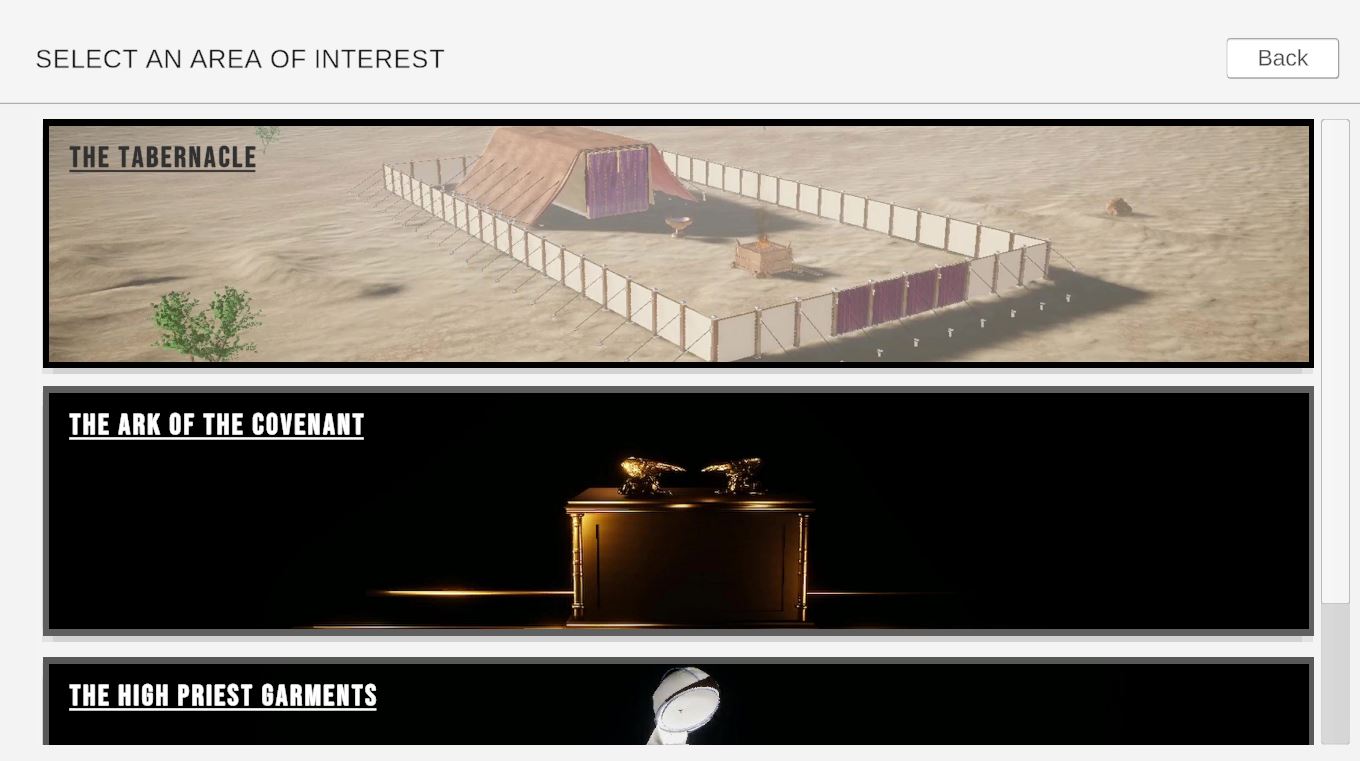 SELECT AN AREA OF INTEREST
Back
THE TABERNACLE
THE ARK OF THE COVENANT
THE HIGH PRIEST GARMENTS